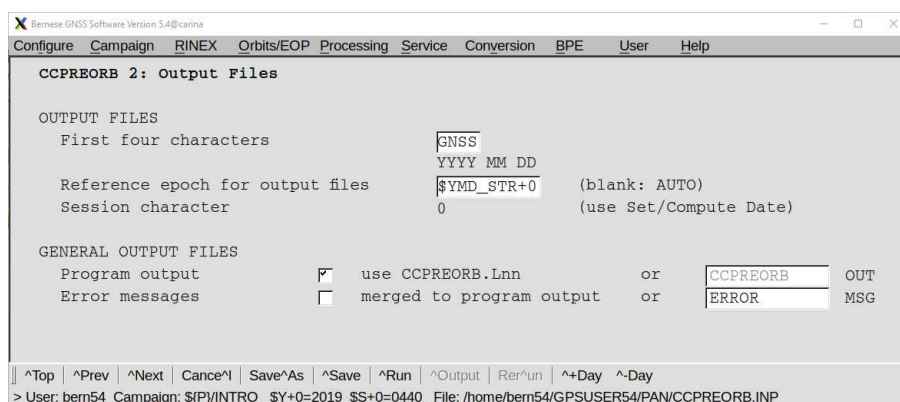 Bernese GNSS Software Version 5.4@carina
Configure Campaign RINEX Orbits/EOP Processing Service Conversion BPE User Help
CCPREORB 2: Output Files
OUTPUT FILES
First four characters GNSS
YYYY MM DD
Reference epoch for output files $YMD_STR+0 (blank: AUTO)
Session character 0 (use Set/Compute Date)
GENERAL OUTPUT FILES
Program output use CCPREORB.Lnn or CCPREORB OUT
Error messages merged to program output or ERROR MSG
^Top | ^Prev | ^Next | Cance^l | Save^As | ^Save | ^Run | ^Output | Rer^un | ^+Day ^-Day
> User: bern54 Campaign: ${P}/INTRO $Y+0=2019 $S+0=0440 File: /home/bern54/GPSUSER54/PAN/CCPREORB.INP